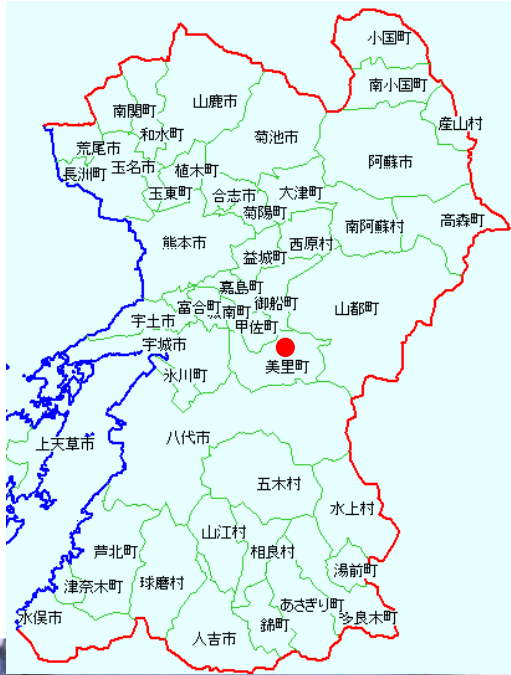 小国町
南小国町
産山村
南関町
山鹿市
和水町
菊池市
荒尾市
阿蘇市
長洲町
玉名市
植木町
玉東町
合志市
大津町
菊陽町
高森町
熊本市
西原村
南阿蘇村
益城町
嘉島町
富合町
城南町
御船町
山都町
宇土市
甲佐町
宇城市
氷川町
美里町
上天草市
八代市
五木村
水上村
山江村
芦北町
相良村
湯前町
津奈木町
球磨村
あさぎり町
水俣市
人吉市
錦町
多良木町